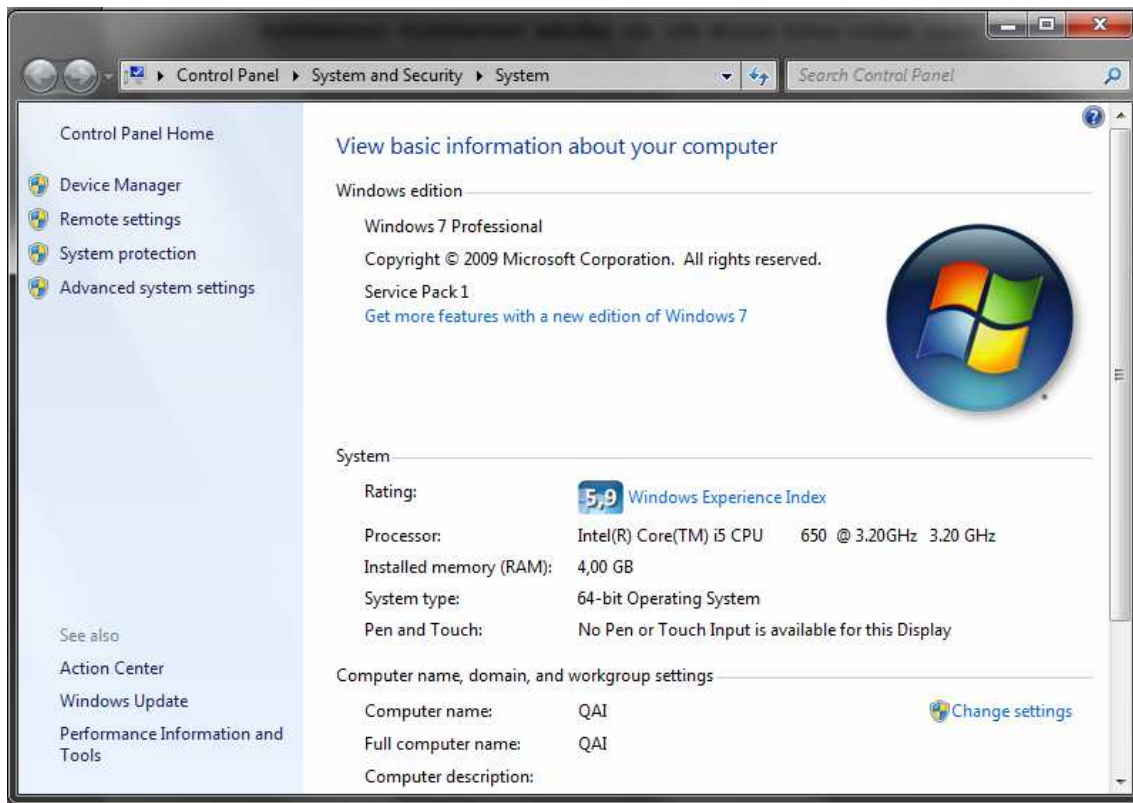 Control Panel ▸ System and Security ▸ System
Search Control Panel
Control Panel Home
Device Manager
Remote settings
System protection
Advanced system settings
See also
Action Center
Windows Update
Performance Information and
Tools
View basic information about your computer
Windows edition
Windows 7 Professional
Copyright © 2009 Microsoft Corporation. All rights reserved.
Service Pack 1
Get more features with a new edition of Windows 7
System
Rating: 5,9 Windows Experience Index
Processor: Intel(R) Core(TM) i5 CPU 650 @ 3.20GHz 3.20 GHz
Installed memory (RAM): 4,00 GB
System type: 64-bit Operating System
Pen and Touch: No Pen or Touch Input is available for this Display
Computer name, domain, and workgroup settings
Computer name: QAI Change settings
Full computer name: QAI
Computer description: